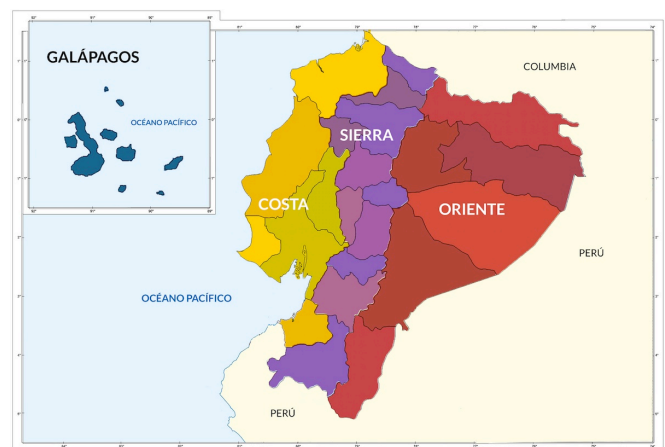 GALÁPAGOS
OCÉANO PACÍFICO
COLUMBIA
SIERRA
COSTA
ORIENTE
PERÚ
OCÉANO PACÍFICO
PERÚ